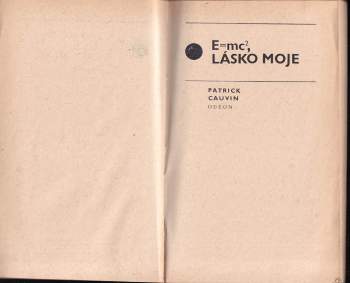 E=mc²,
LÁSKO MOJE
PATRICK
CAUVIN
ODEON